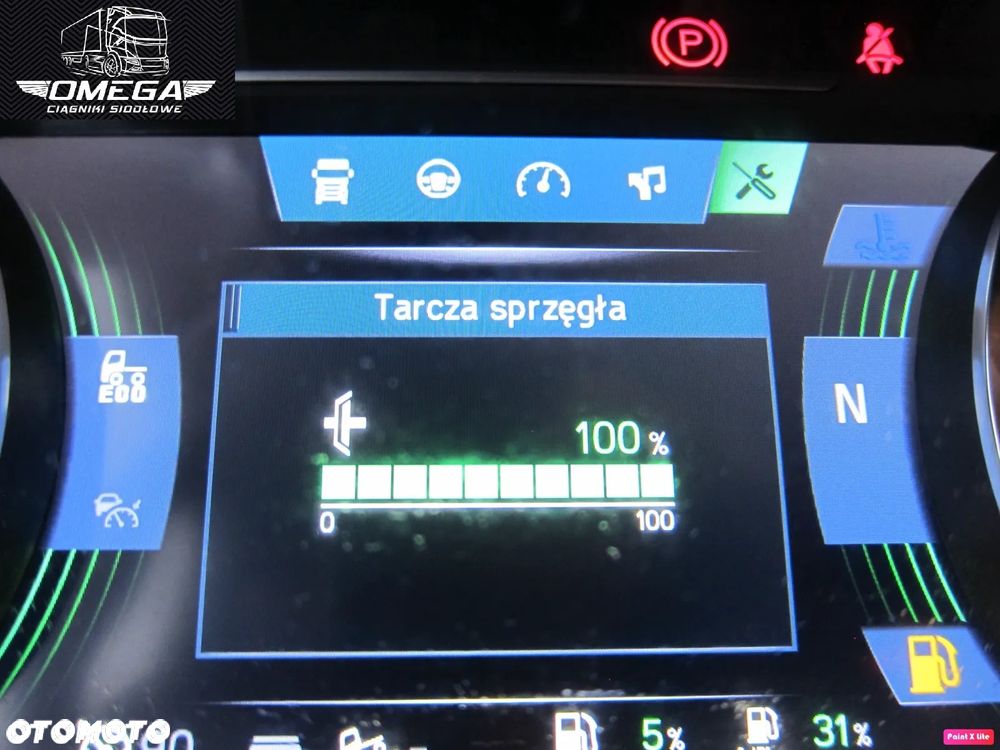 OMEGA
CIĄGNIKI SIODŁOWE
P
Tarcza sprzęgła
ECO
N
100 %
0 100
OTOMOTO
5% 31%
Paint X lite